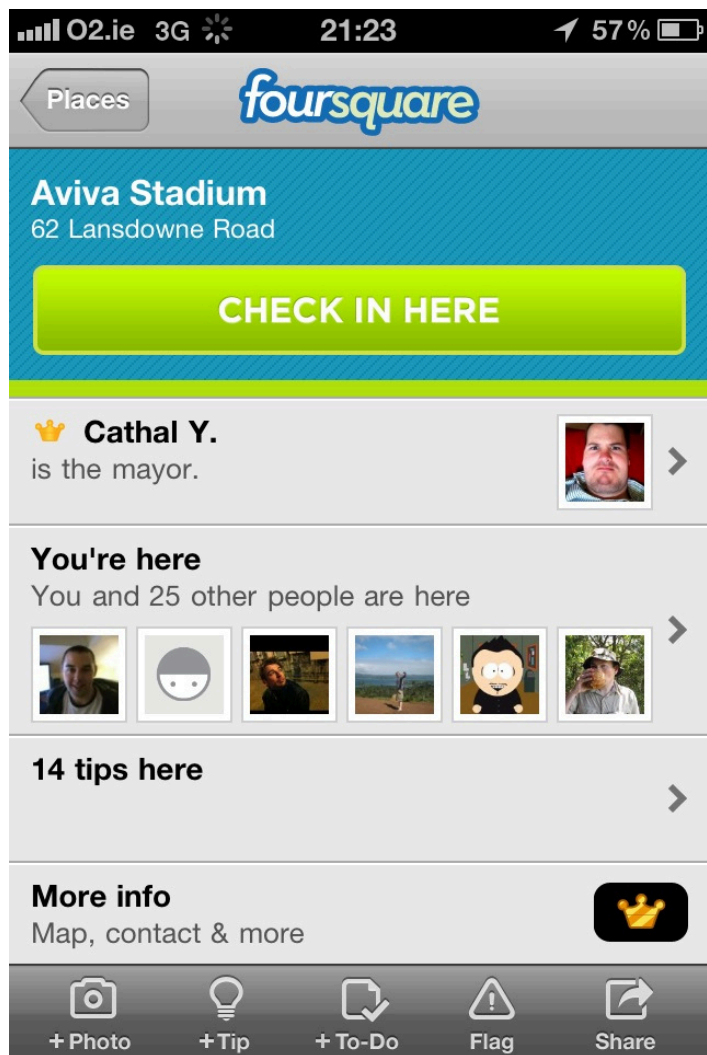 O2.ie 3G 21:23 57%
Places foursquare
Aviva Stadium
62 Lansdowne Road
CHECK IN HERE
Cathal Y.
is the mayor.
You're here
You and 25 other people are here
14 tips here
More info
Map, contact & more
+Photo +Tip +To-Do Flag Share